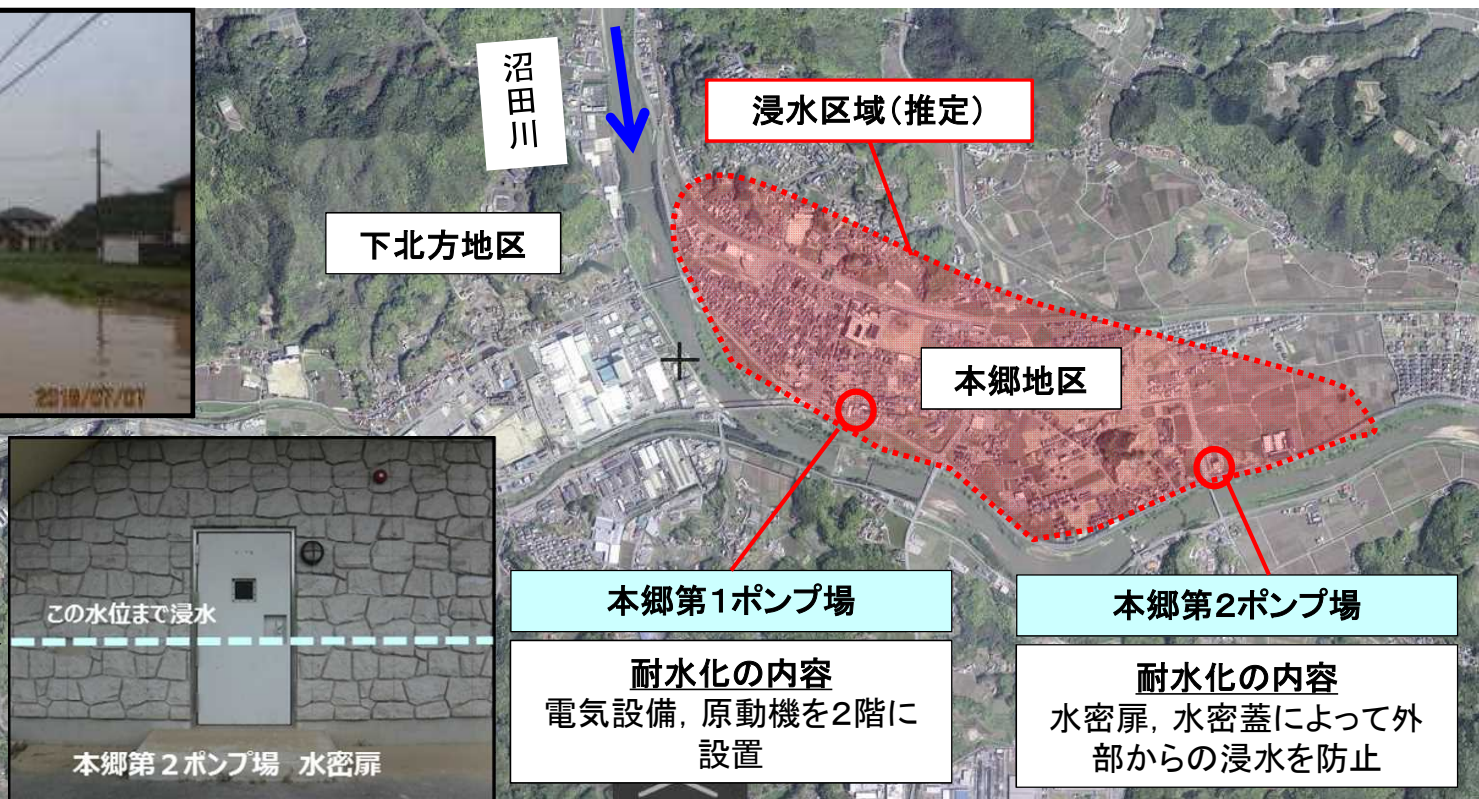 沼田川
浸水区域(推定)
下北方地区
本郷地区
2018/07/07
この水位まで浸水
本郷第2ポンプ場 水密扉
本郷第1ポンプ場
耐水化の内容
電気設備,原動機を2階に
設置
本郷第2ポンプ場
耐水化の内容
水密扉,水密蓋によって外
部からの浸水を防止